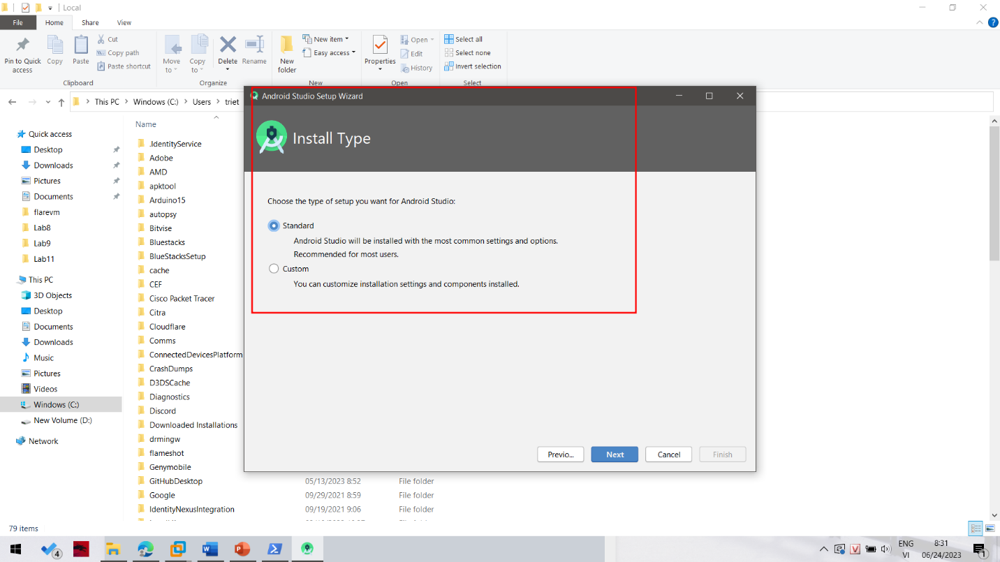 Local
File
Home
Share
View
Pin to Quick access
Copy
Paste
Cut
Copy path
Paste shortcut
Clipboard
Move to
Copy to
Delete
Rename
Organize
New folder
New item
Easy access
New
Properties
Open
Edit
History
Open
Select all
Select none
Invert selection
Select
This PC > Windows (C:) > Users > triet
Quick access
Desktop
Downloads
Pictures
Documents
flarevm
Lab8
Lab9
Lab11
This PC
3D Objects
Desktop
Documents
Downloads
Music
Pictures
Videos
Windows (C:)
New Volume (D:)
Network
Name
.IdentityService
Adobe
AMD
apktool
Arduino15
autopsy
Bitvise
Bluestacks
BlueStacksSetup
cache
CEF
Cisco Packet Tracer
Citra
Cloudflare
Comms
ConnectedDevicesPlatform
CrashDumps
D3DSCache
Diagnostics
Discord
Downloaded Installations
drmingw
flameshot
Genymobile
GitHubDesktop 05/13/2023 8:52 File folder
Google 09/29/2021 8:59 File folder
IdentityNexusIntegration 09/19/2021 9:06 File folder
Android Studio Setup Wizard
Install Type
Choose the type of setup you want for Android Studio:
Standard
Android Studio will be installed with the most common settings and options.
Recommended for most users.
Custom
You can customize installation settings and components installed.
Previo...
Next
Cancel
Finish
79 items
4
ENG
VI
8:31
06/24/2023
1